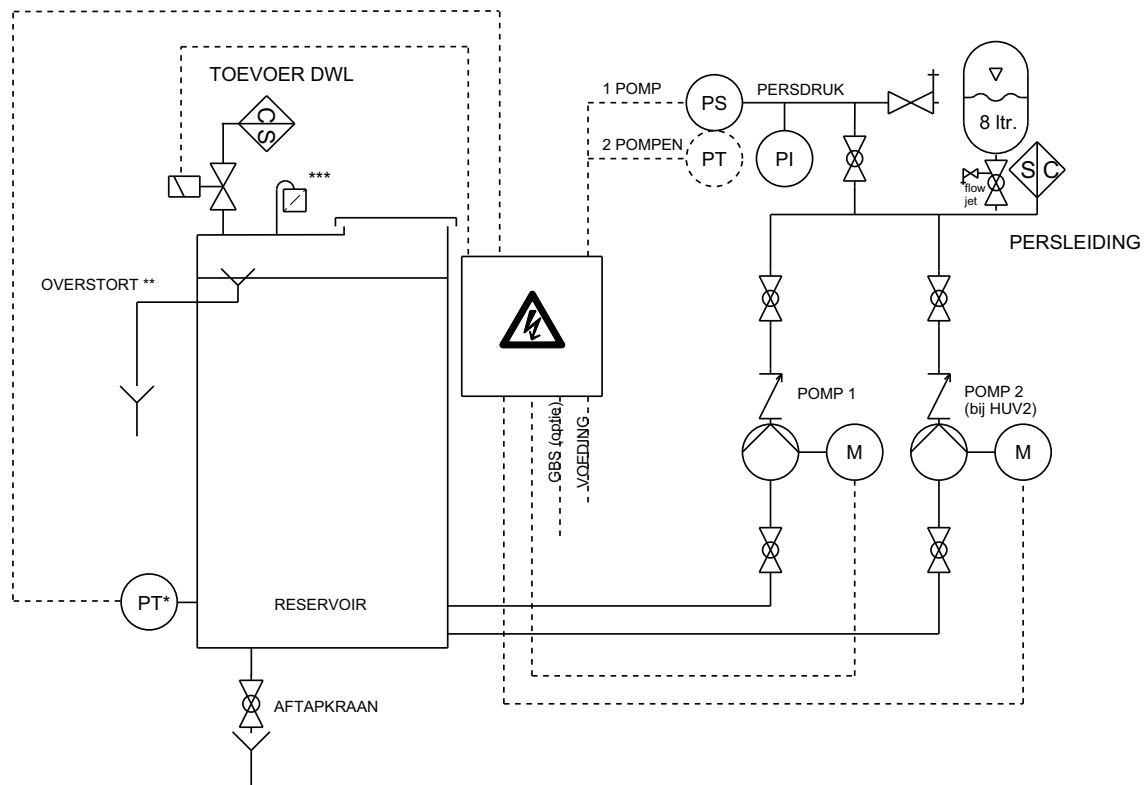 TOEVOER DWL
C S
***
1 POMP
PS
PERSDRUK
2 POMPEN
PT
PI
8 ltr.
flow
jet
S C
PERSLEIDING
OVERSTORT **
POMP 1
POMP 2
(bij HUV2)
M
M
GBS (optie)
VOEDING
PT*
RESERVOIR
AFTAPKRAAN